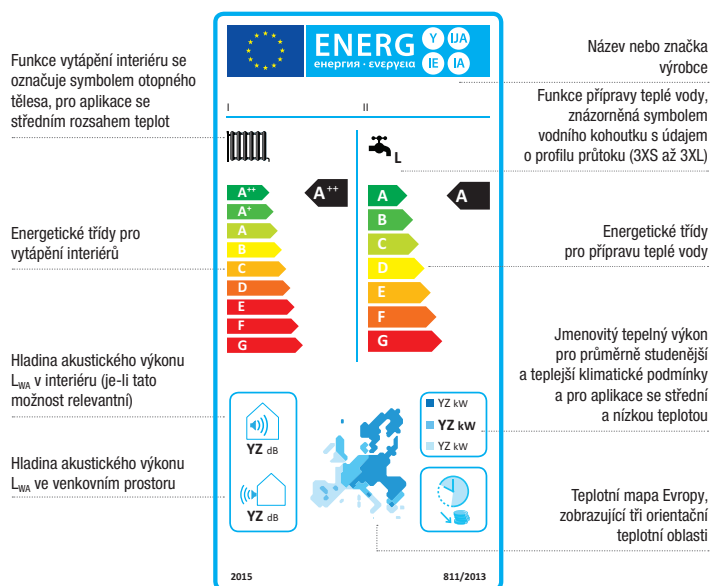 Funkce vytápění interiéru se
označuje symbolem otopného
tělesa, pro aplikace se
středním rozsahem teplot
Energetické třídy pro
vytápění interiérů
Hladina akustického výkonu
LWA v interiéru (je-li tato
možnost relevantní)
Hladina akustického výkonu
LWA ve venkovním prostoru
ENERG
енергия · ενεργεια
Y IJA
IE IA
I
II
L
A++
A++
A+
A
B
C
D
E
F
G
A
A
B
C
D
E
F
G
YZ dB
YZ dB
YZ kW
YZ kW
YZ kW
2015
811/2013
Název nebo značka
výrobce
Funkce přípravy teplé vody,
znázorněná symbolem
vodního kohoutku s údajem
o profilu průtoku (3XS až 3XL)
Energetické třídy
pro přípravu teplé vody
Jmenovitý tepelný výkon
pro průměrně studenější
a teplejší klimatické podmínky
a pro aplikace se střední
a nízkou teplotou
Teplotní mapa Evropy,
zobrazující tři orientační
teplotní oblasti